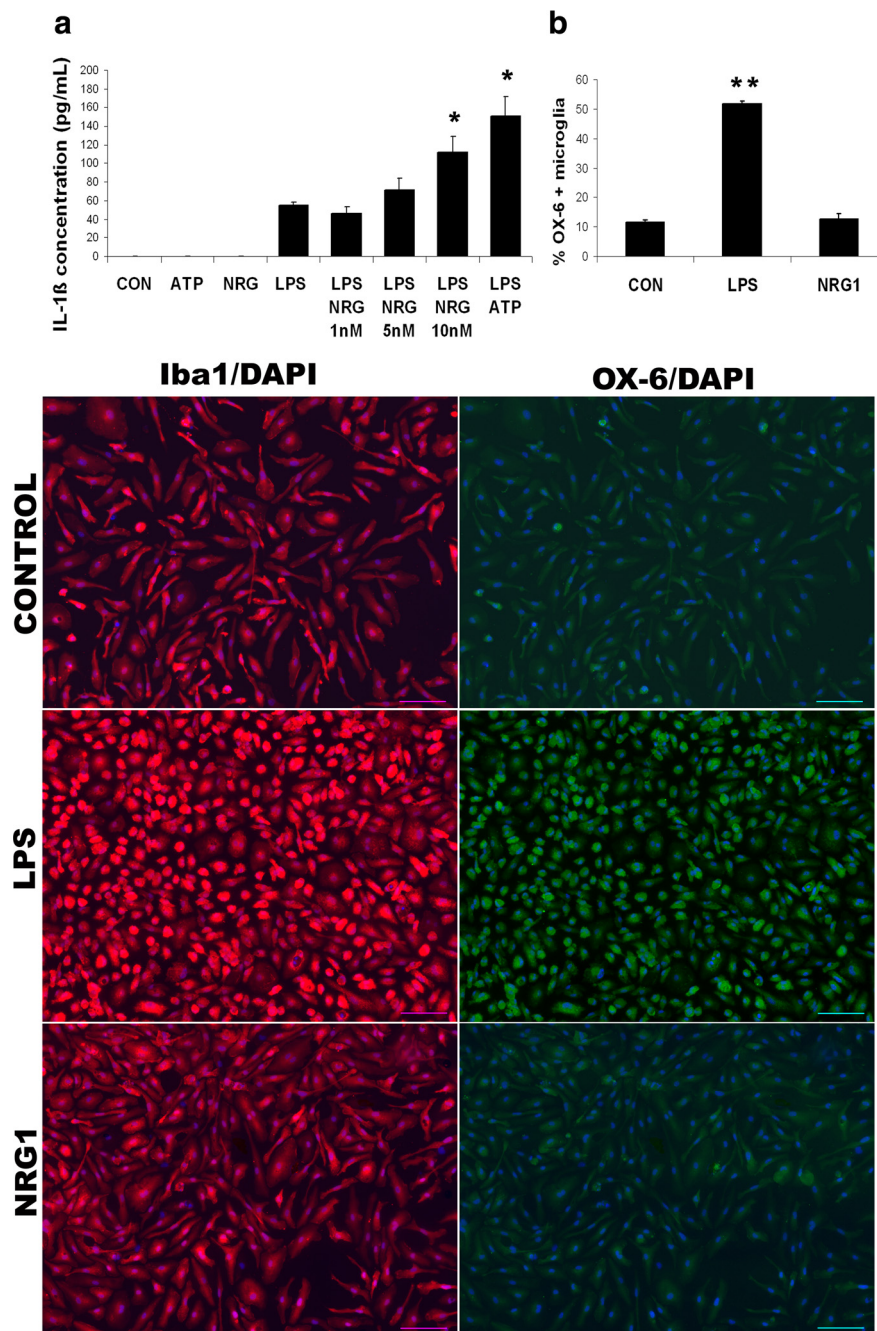 a
IL-1ß concentration (pg/mL)
200
180
160
140
120
100
80
60
40
20
0
*
*
CON ATP NRG LPS LPS NRG 1nM LPS NRG 5nM LPS NRG 10nM LPS ATP
b
% OX-6 + microglia
60
50
40
30
20
10
0
**
CON LPS NRG1
Iba1/DAPI OX-6/DAPI
CONTROL
LPS
NRG1